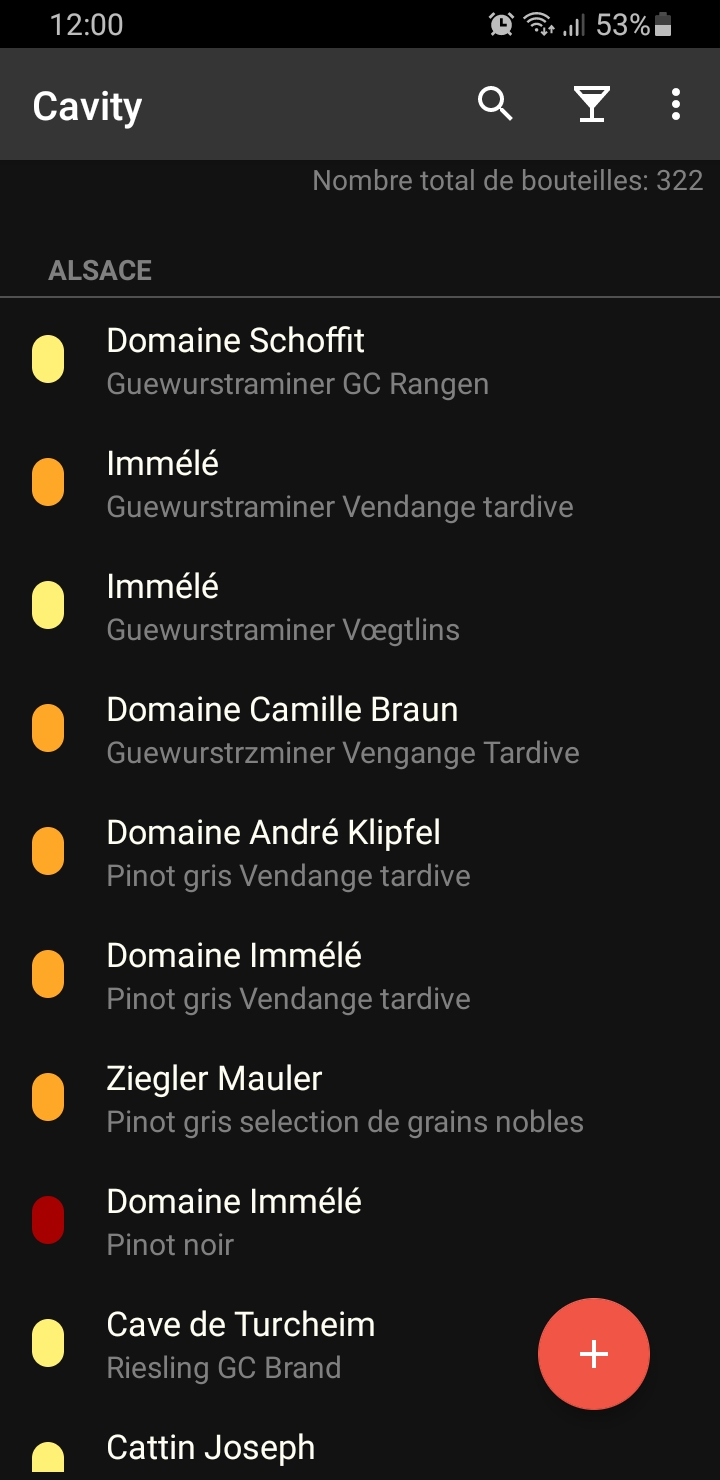 12:00
53%
Cavity
Nombre total de bouteilles: 322
ALSACE
Domaine Schoffit
Guewurstraminer GC Rangen
Immélé
Guewurstraminer Vendange tardive
Immélé
Guewurstraminer Vœgtlins
Domaine Camille Braun
Guewurstrzminer Vengange Tardive
Domaine André Klipfel
Pinot gris Vendange tardive
Domaine Immélé
Pinot gris Vendange tardive
Ziegler Mauler
Pinot gris selection de grains nobles
Domaine Immélé
Pinot noir
Cave de Turcheim
Riesling GC Brand
Cattin Joseph